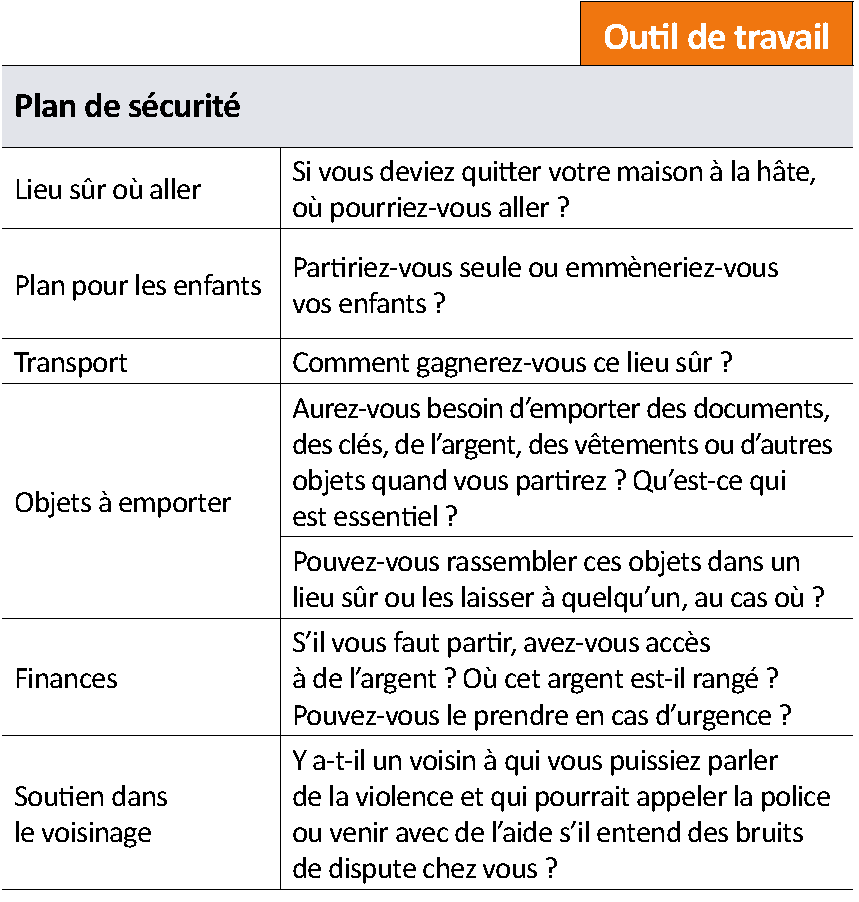 Outil de travail
Plan de sécurité
Lieu sûr où aller
Si vous deviez quitter votre maison à la hâte,
où pourriez-vous aller ?
Plan pour les enfants
Partiriez-vous seule ou emmèneriez-vous
vos enfants ?
Transport
Comment gagnerez-vous ce lieu sûr ?
Objets à emporter
Aurez-vous besoin d’emporter des documents,
des clés, de l’argent, des vêtements ou d’autres
objets quand vous partirez ? Qu’est-ce qui
est essentiel ?
Pouvez-vous rassembler ces objets dans un
lieu sûr ou les laisser à quelqu’un, au cas où ?
Finances
S’il vous faut partir, avez-vous accès
à de l’argent ? Où cet argent est-il rangé ?
Pouvez-vous le prendre en cas d’urgence ?
Soutien dans
le voisinage
Y a-t-il un voisin à qui vous puissiez parler
de la violence et qui pourrait appeler la police
ou venir avec de l’aide s’il entend des bruits
de dispute chez vous ?